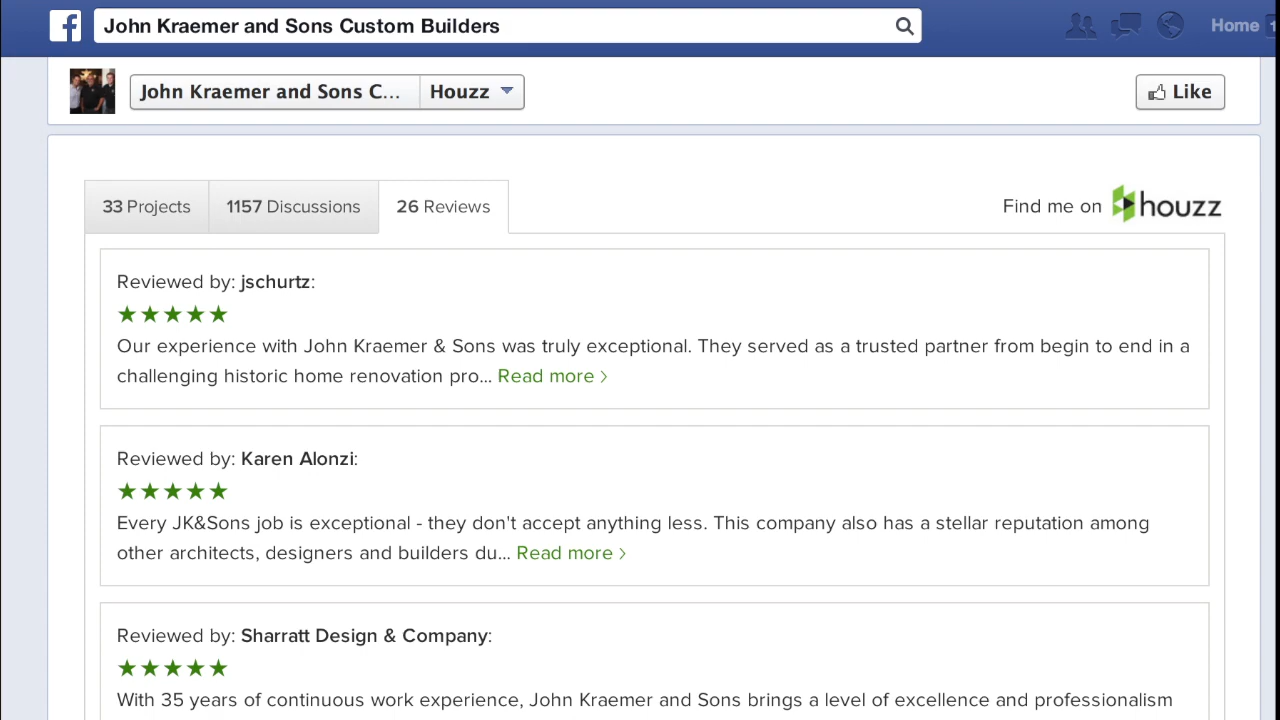 John Kraemer and Sons Custom Builders
Home
John Kraemer and Sons C... Houzz
Like
33 Projects 1157 Discussions 26 Reviews
Find me on houzz
Reviewed by: jschurtz:
★★★★★
Our experience with John Kraemer & Sons was truly exceptional. They served as a trusted partner from begin to end in a
challenging historic home renovation pro... Read more >
Reviewed by: Karen Alonzi:
★★★★★
Every JK&Sons job is exceptional - they don't accept anything less. This company also has a stellar reputation among
other architects, designers and builders du... Read more >
Reviewed by: Sharratt Design & Company:
★★★★★
With 35 years of continuous work experience, John Kraemer and Sons brings a level of excellence and professionalism